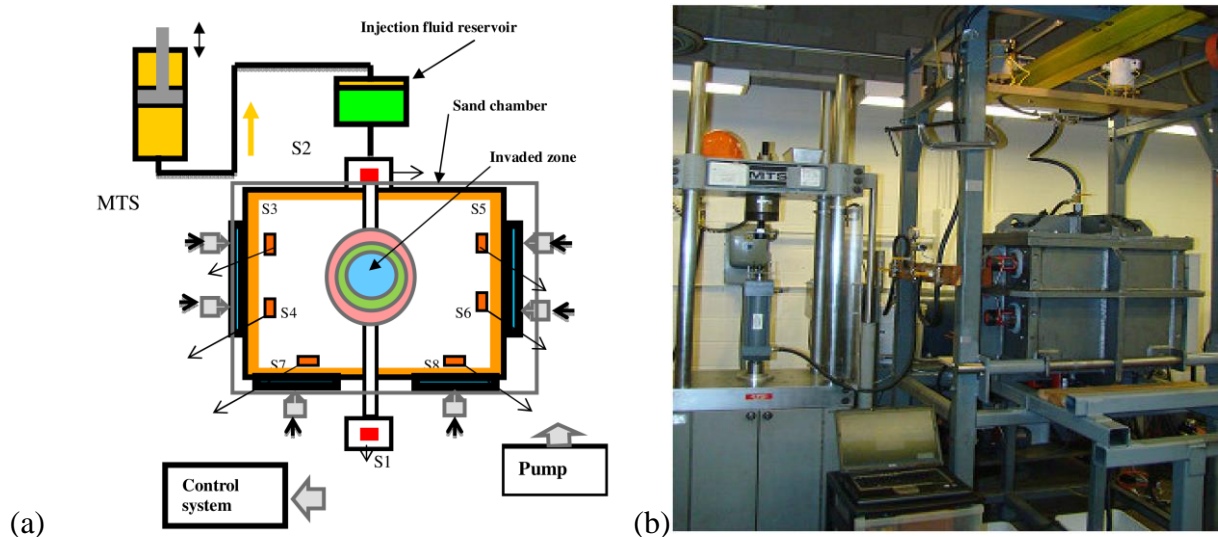 Injection fluid reservoir
Sand chamber
S2
Invaded zone
MTS
S3
S5
S4
S6
S7
S8
S1
Pump
Control
system
(a)
(b)
MTS